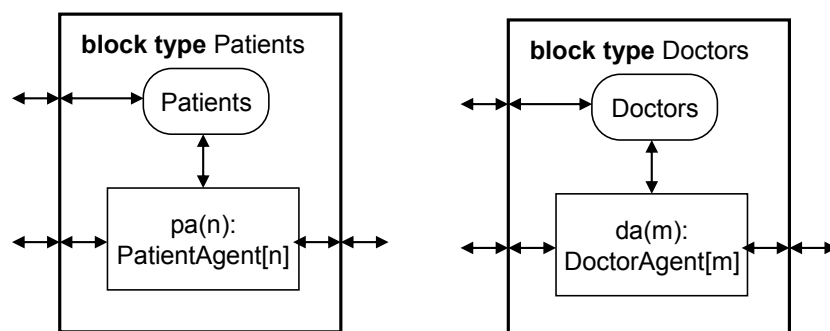 block type Patients
Patients
pa(n):
PatientAgent[n]
block type Doctors
Doctors
da(m):
DoctorAgent[m]